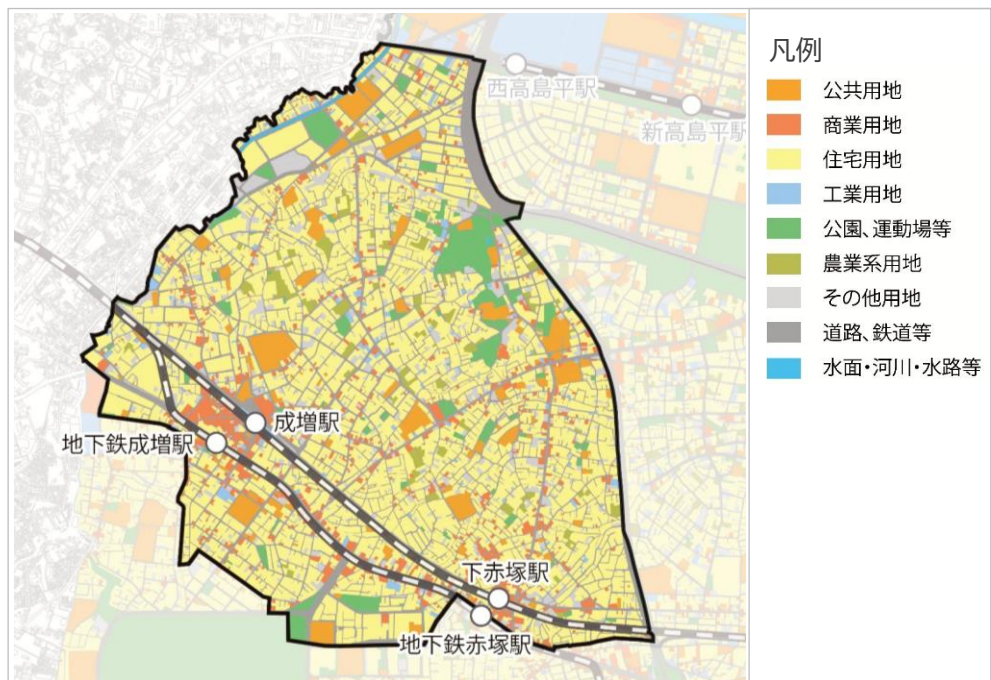 西高島平駅
新高島平駅
成増駅
地下鉄成増駅
下赤塚駅
地下鉄赤塚駅
凡例
公共用地
商業用地
住宅用地
工業用地
公園、運動場等
農業系用地
その他用地
道路、鉄道等
水面・河川・水路等